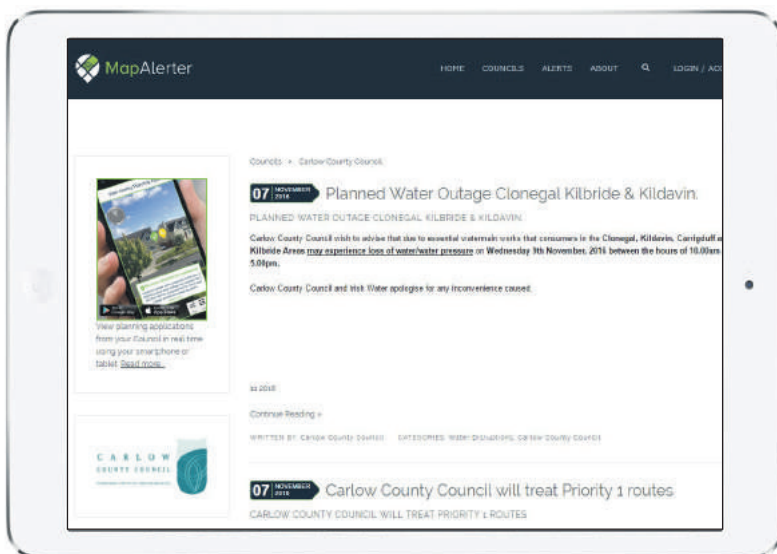 MapAlerter
HOME COUNCILS ALERTS ABOUT LOGIN / AC
Councils » Carlow County Council
07 NOVEMBER 2016 Planned Water Outage Clonegal Kilbride & Kildavin.
PLANNED WATER OUTAGE CLONEGAL KILBRIDE & KILDAVIN.
Carlow County Council wish to advise that due to essential watermain works that consumers in the Clonegal, Kildavin, Carrigduff a
Kilbride Areas may experience loss of water/water pressure on Wednesday 9th November, 2016 between the hours of 10.00am
5.00pm.
Carlow County Council and Irish Water apologise for any inconvenience caused.
View planning applications
from your Council in real time
using your smartphone or
tablet. Read more...
11 2016
Continue Reading »
WRITTEN BY: Carlow County Council CATEGORIES: Water Disruptions, Carlow County Council
CARLOW
COUNTY COUNCIL
07 NOVEMBER 2016 Carlow County Council will treat Priority 1 routes
CARLOW COUNTY COUNCIL WILL TREAT PRIORITY 1 ROUTES